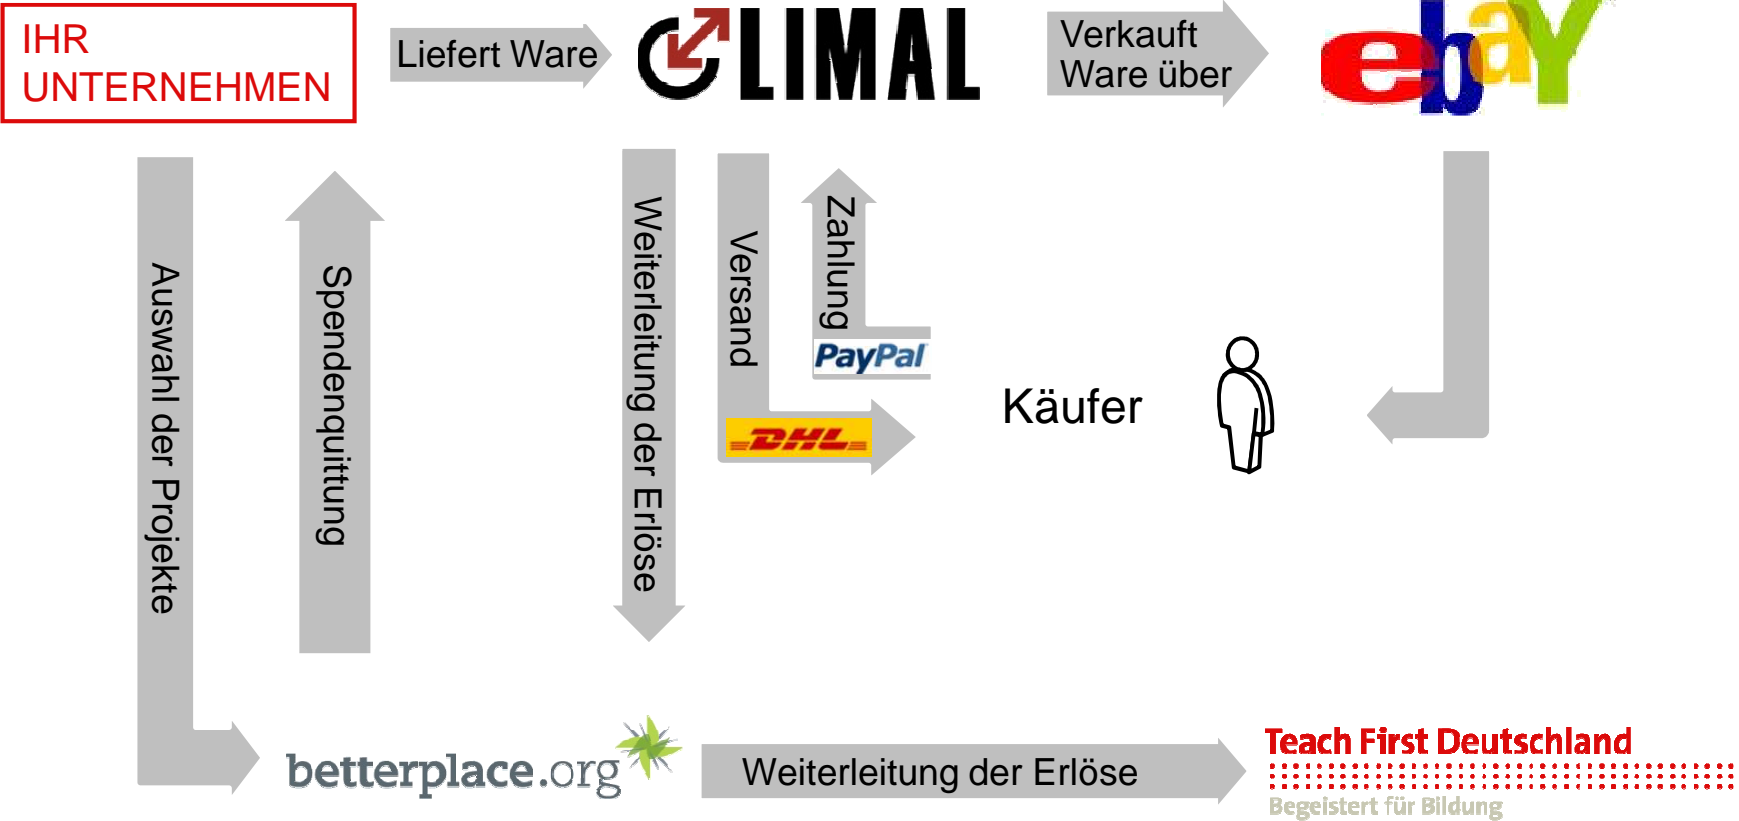 IHR
UNTERNEHMEN
Liefert Ware
LIMAL
Verkauft
Ware über
ebaY
Auswahl der Projekte
Spendenquittung
Weiterleitung der Erlöse
Versand
Zahlung
PayPal
DHL
Käufer
betterplace.org
Weiterleitung der Erlöse
Teach First Deutschland
Begeistert für Bildung